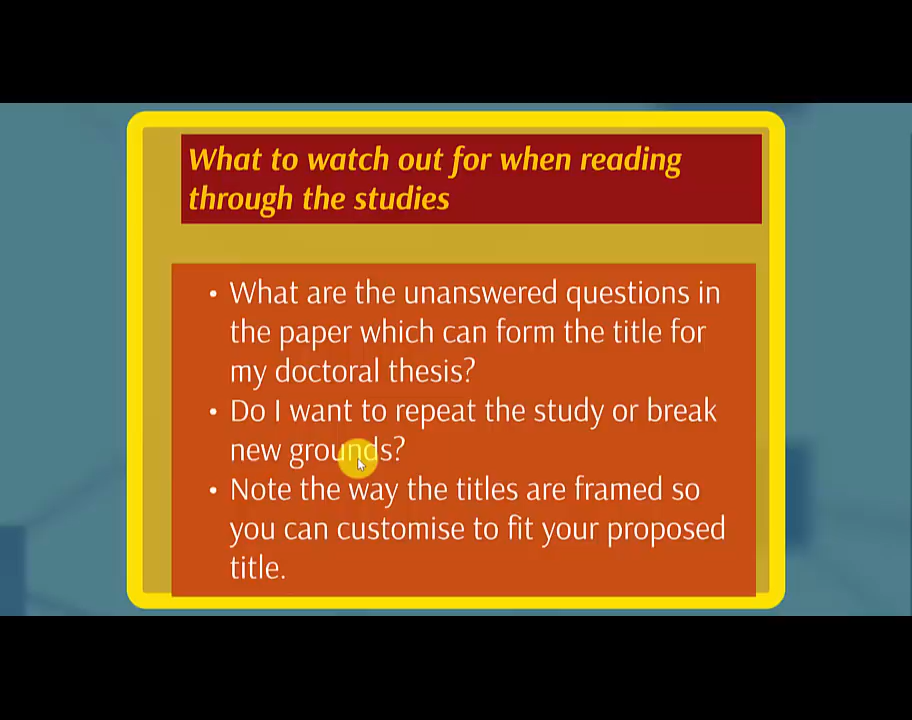 What to watch out for when reading
through the studies
• What are the unanswered questions in
the paper which can form the title for
my doctoral thesis?
• Do I want to repeat the study or break
new grounds?
• Note the way the titles are framed so
you can customise to fit your proposed
title.